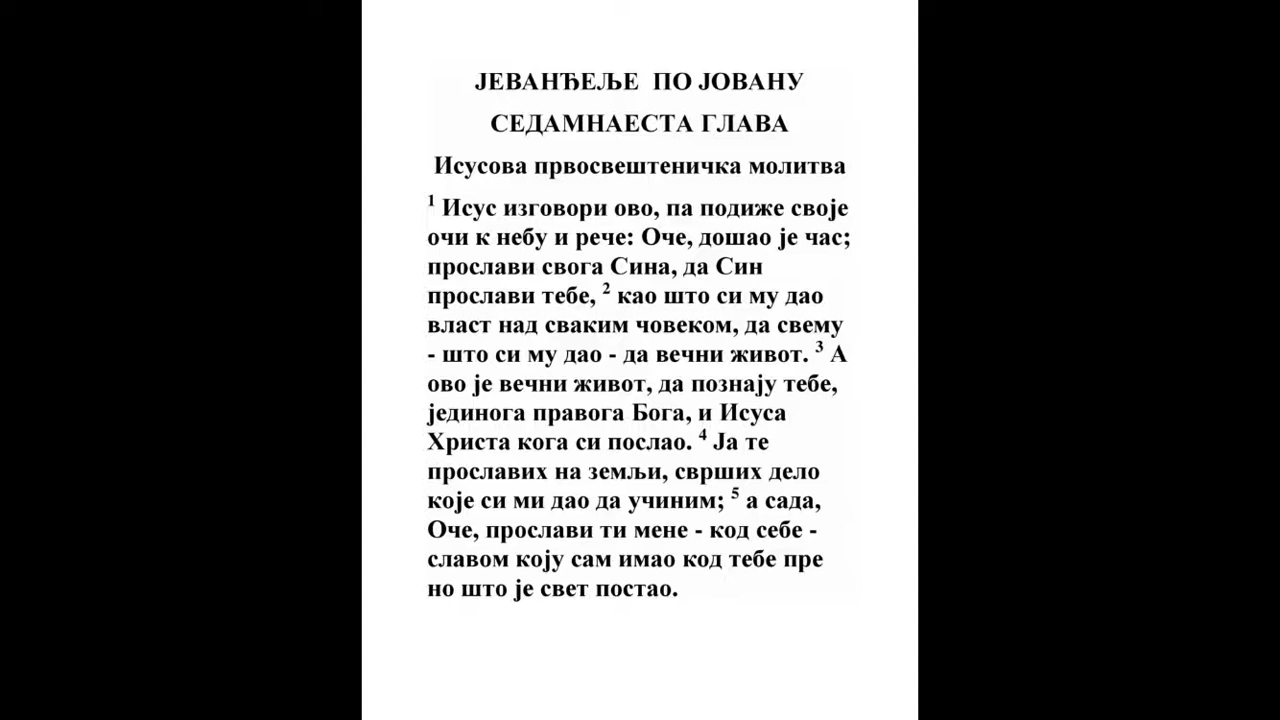 ЈЕВАНЂЕЉЕ ПО ЈОВАНУ
СЕДАМНАЕСТА ГЛАВА
Исусова првосвештеничка молитва
¹ Исус изговори ово, па подиже своје
очи к небу и рече: Оче, дошао је час;
прослави свога Сина, да Син
прослави тебе, ² као што си му дао
власт над сваким човеком, да свему
- што си му дао - да вечни живот. ³ А
ово је вечни живот, да познају тебе,
јединога правога Бога, и Исуса
Христа кога си послао. ⁴ Ја те
прославих на земљи, сврших дело
које си ми дао да учиним; ⁵ а сада,
Оче, прослави ти мене - код себе -
славом коју сам имао код тебе пре
но што је свет постао.